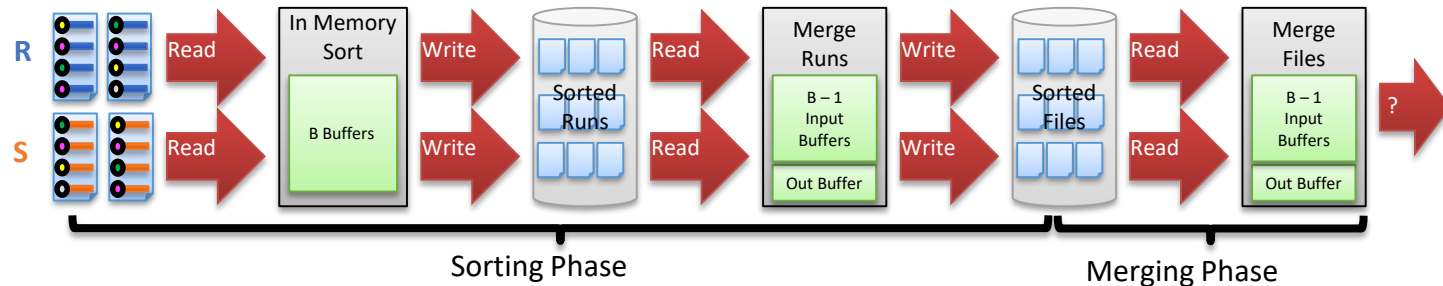 R
S
Read
Read
In Memory
Sort
B Buffers
Write
Write
Sorted
Runs
Read
Read
Merge
Runs
B – 1
Input
Buffers
Out Buffer
Write
Write
Sorted
Files
Read
Read
Merge
Files
B – 1
Input
Buffers
Out Buffer
?
Sorting Phase
Merging Phase